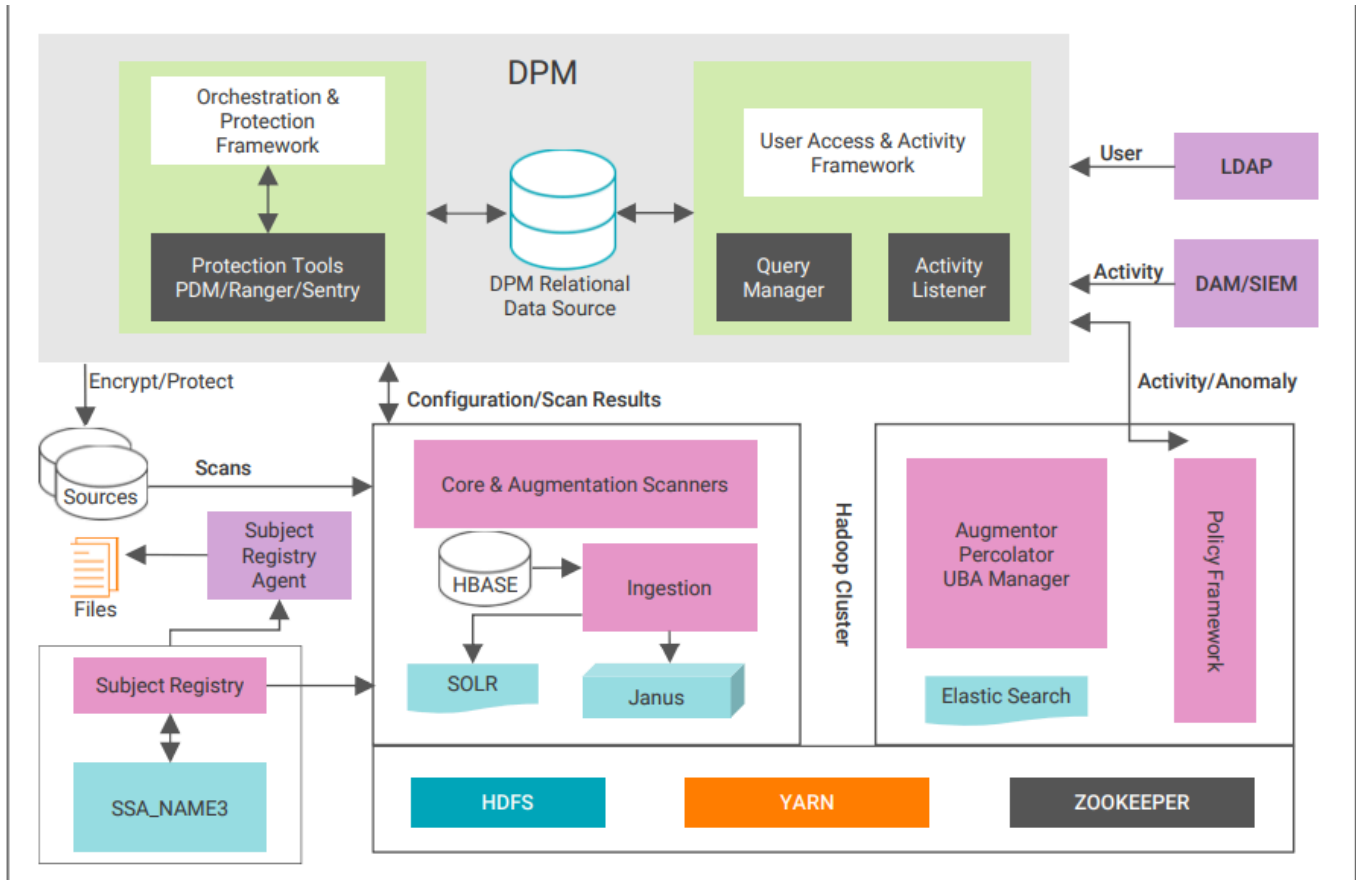 DPM
Orchestration &
Protection
Framework
Protection Tools
PDM/Ranger/Sentry
DPM Relational
Data Source
User Access & Activity
Framework
Query
Manager
Activity
Listener
User
LDAP
Activity
DAM/SIEM
Activity/Anomaly
Encrypt/Protect
Configuration/Scan Results
Sources
Scans
Subject
Registry
Agent
Files
Subject Registry
SSA_NAME3
Core & Augmentation Scanners
HBASE
Ingestion
SOLR
Janus
Hadoop Cluster
Augmentor
Percolator
UBA Manager
Elastic Search
Policy Framework
HDFS
YARN
ZOOKEEPER